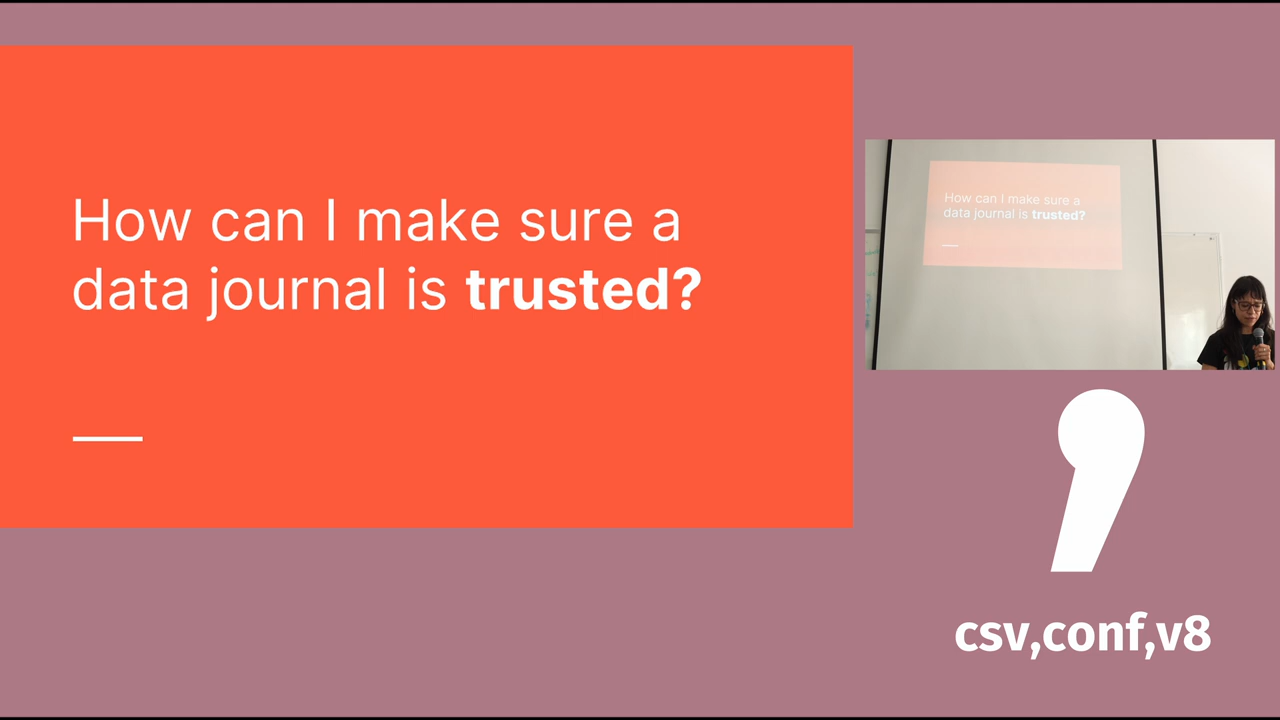 How can I make sure a
data journal is trusted?
How can I make sure a
data journal is trusted?
csv,conf,v8